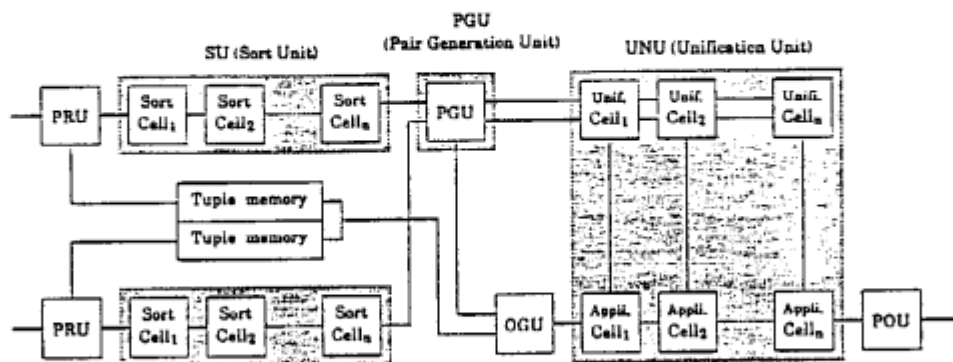 PGU
(Pair Generation Unit)
SU (Sort Unit)
UNU (Unification Unit)
PRU
Sort
Cell1
Sort
Cell2
Sort
Celln
PGU
Unif.
Cell1
Unif.
Cell2
Unifi.
Celln
Tuple memory
Tuple memory
PRU
Sort
Cell1
Sort
Cell2
Sort
Celln
OGU
Appli.
Cell1
Appli.
Cell2
Appli.
Celln
POU